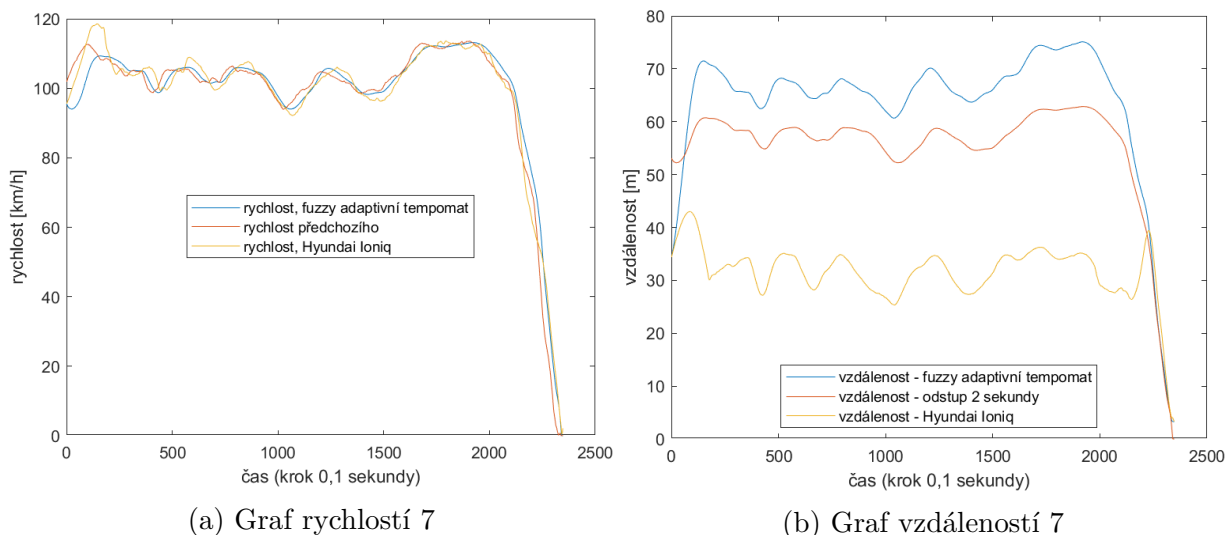 120
100
80
60
40
20
0
rychlost [km/h]
rychlost, fuzzy adaptivní tempomat
rychlost předchozího
rychlost, Hyundai Ioniq
0 500 1000 1500 2000 2500
čas (krok 0,1 sekundy)
(a) Graf rychlostí 7
80
70
60
50
40
30
20
10
0
vzdálenost [m]
vzdálenost - fuzzy adaptivní tempomat
vzdálenost - odstup 2 sekundy
vzdálenost - Hyundai Ioniq
0 500 1000 1500 2000 2500
čas (krok 0,1 sekundy)
(b) Graf vzdáleností 7